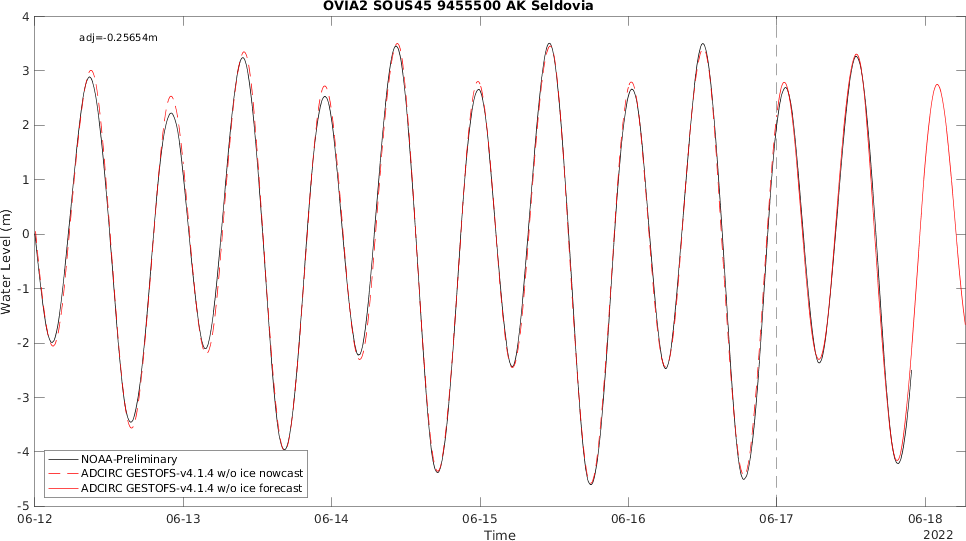 OVIA2 SOUS45 9455500 AK Seldovia
adj=-0.25654m
Water Level (m)
4
3
2
1
0
-1
-2
-3
-4
-5
NOAA-Preliminary
ADCIRC GESTOFS-v4.1.4 w/o ice nowcast
ADCIRC GESTOFS-v4.1.4 w/o ice forecast
06-12 06-13 06-14 06-15 06-16 06-17 06-18
Time
2022